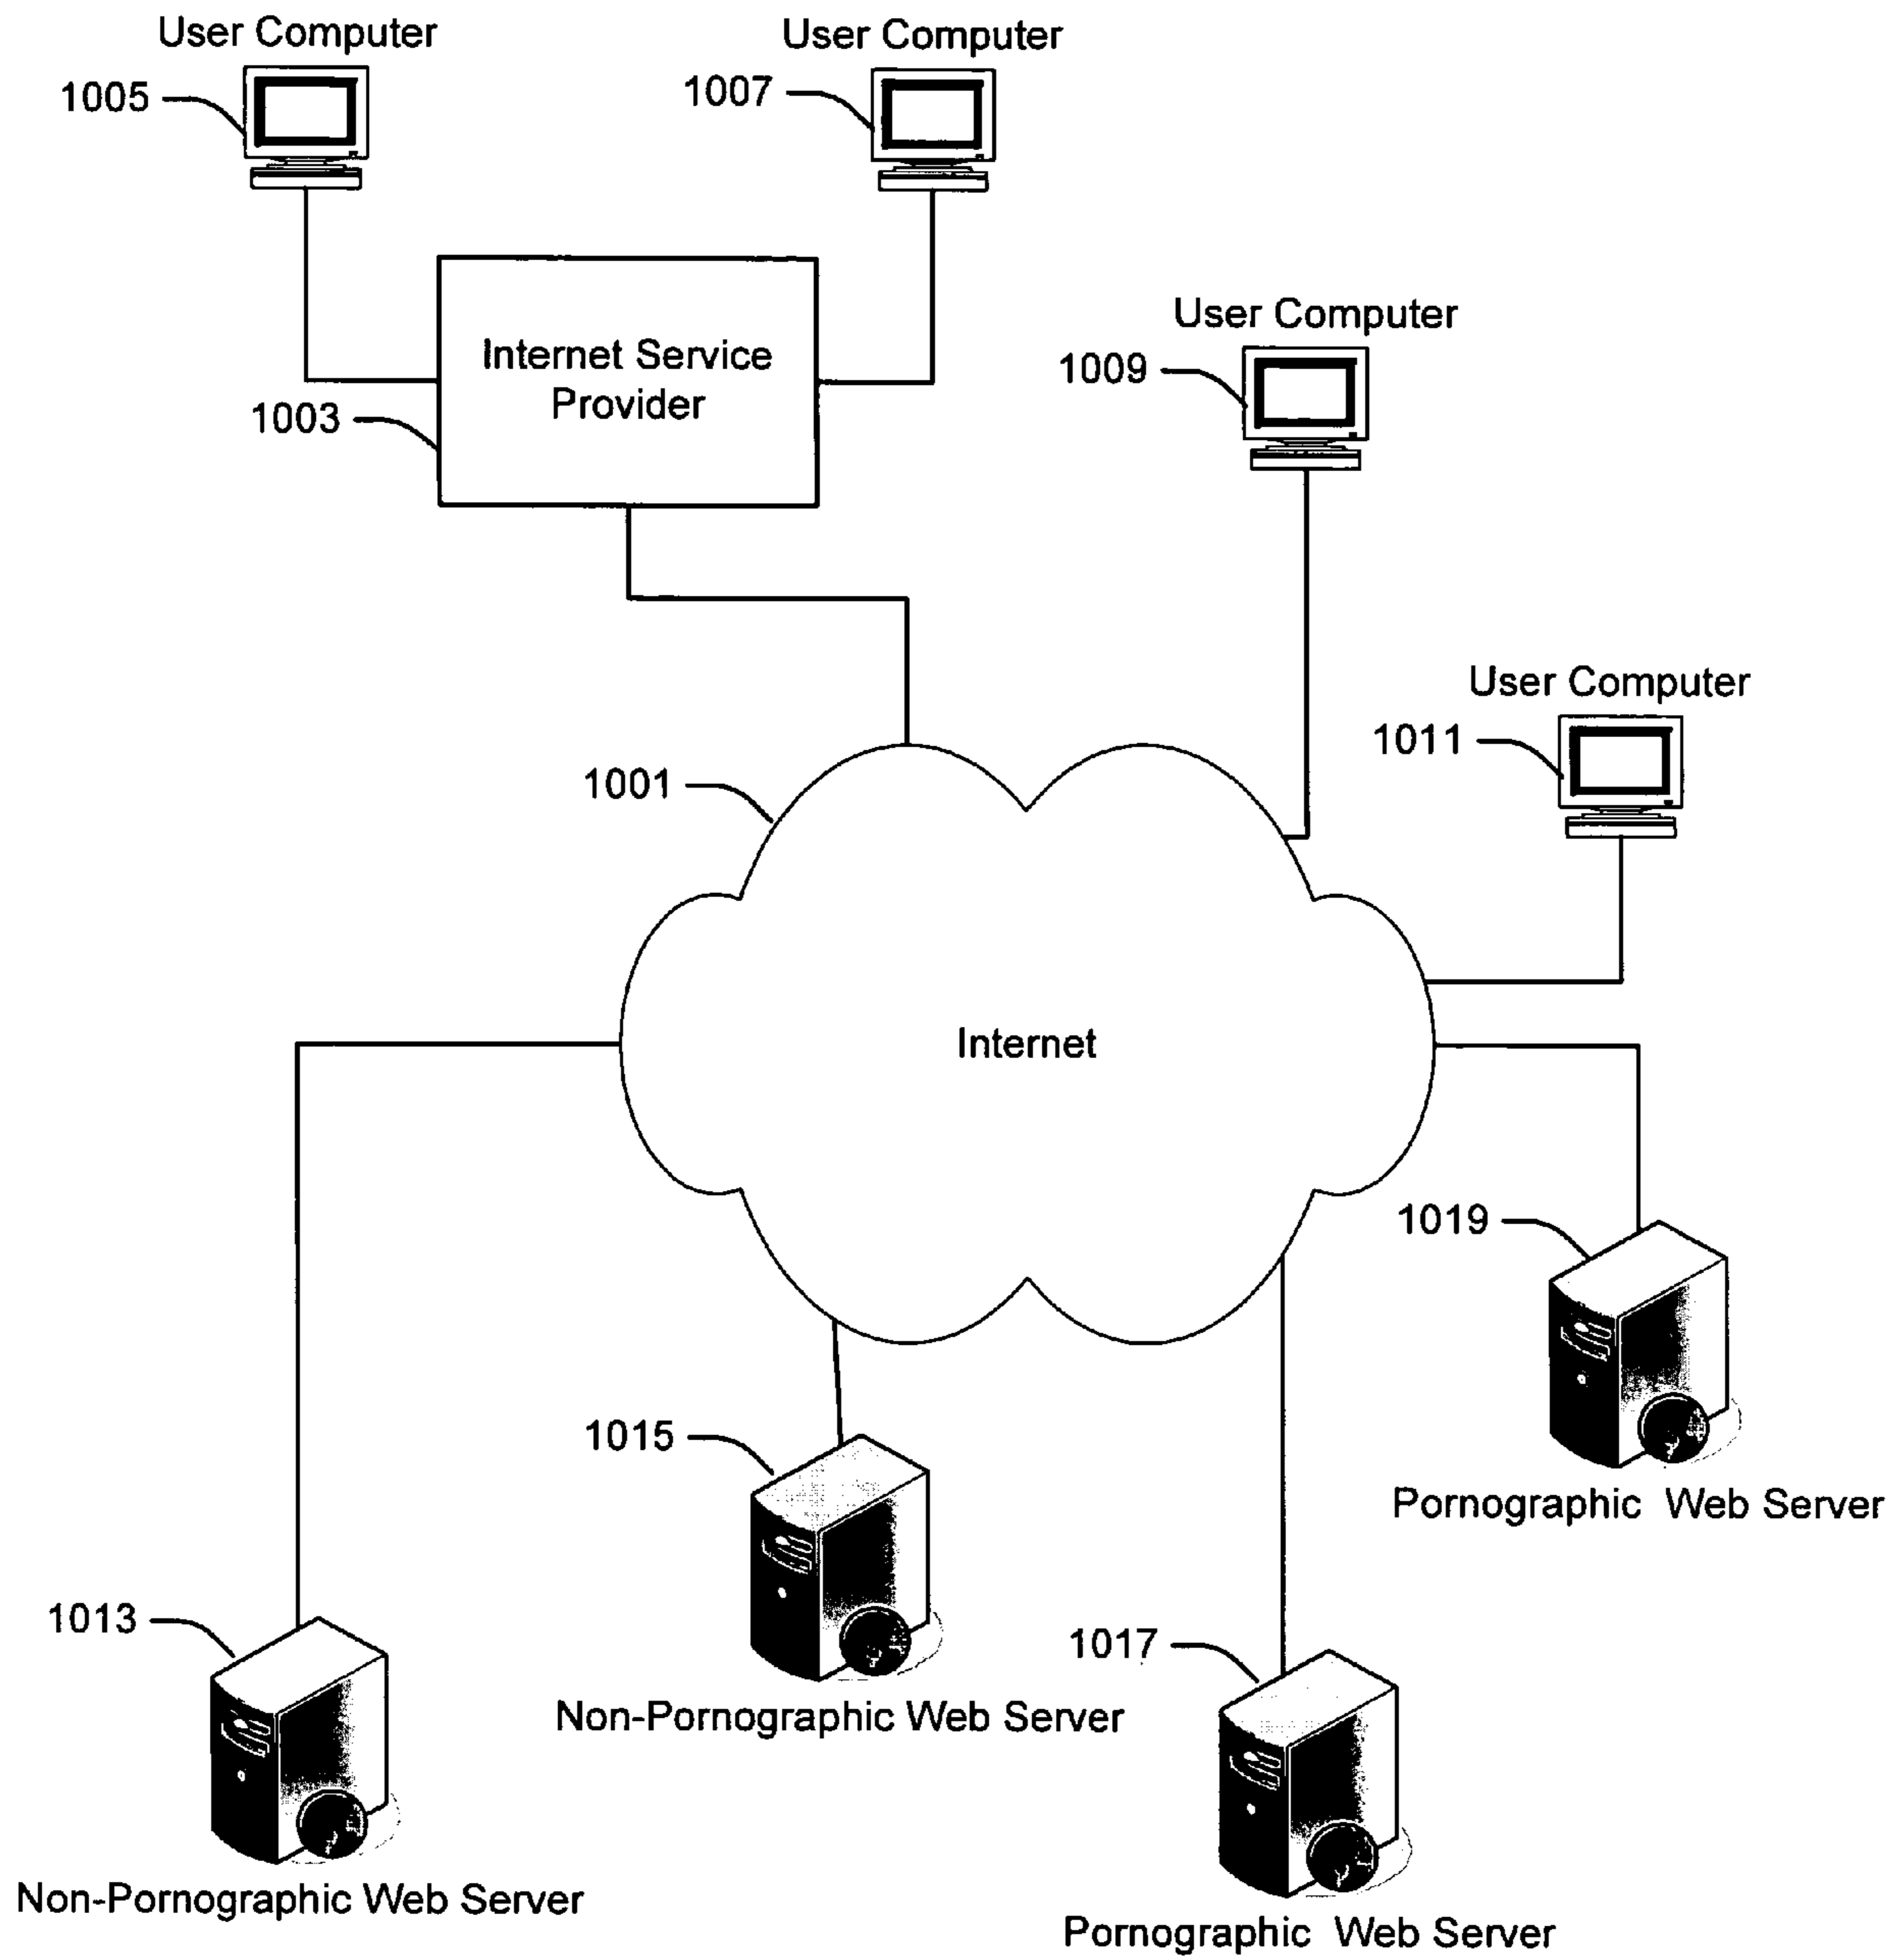 User Computer
User Computer
1005
1007
User Computer
Internet Service
Provider
1009
1003
User Computer
1011
1001
Internet
1019
1015
Pornographic Web Server
1013
1017
Non-Pornographic Web Server
Non-Pornographic Web Server
Pornographic Web Server